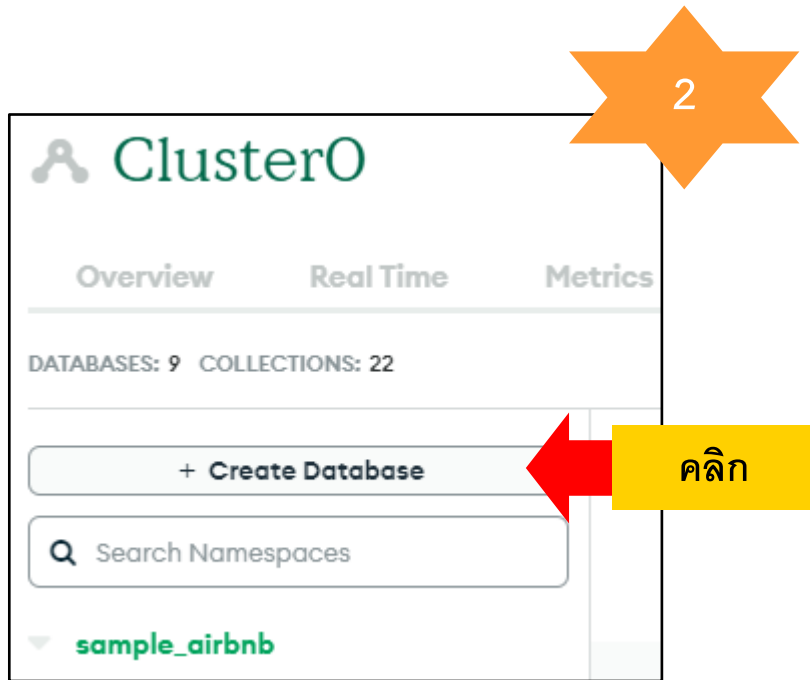 2
Cluster0
Overview Real Time Metrics
DATABASES: 9 COLLECTIONS: 22
+ Create Database
คลิก
Search Namespaces
sample_airbnb